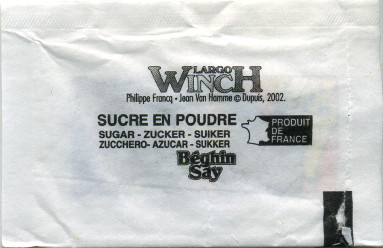 LARGO
WINCH
Philippe Francq • Jean Van Hamme © Dupuis, 2002.
SUCRE EN POUDRE
SUGAR - ZUCKER - SUIKER
ZUCCHERO- AZUCAR - SUKKER
Béghin
Say
PRODUIT
DE
FRANCE